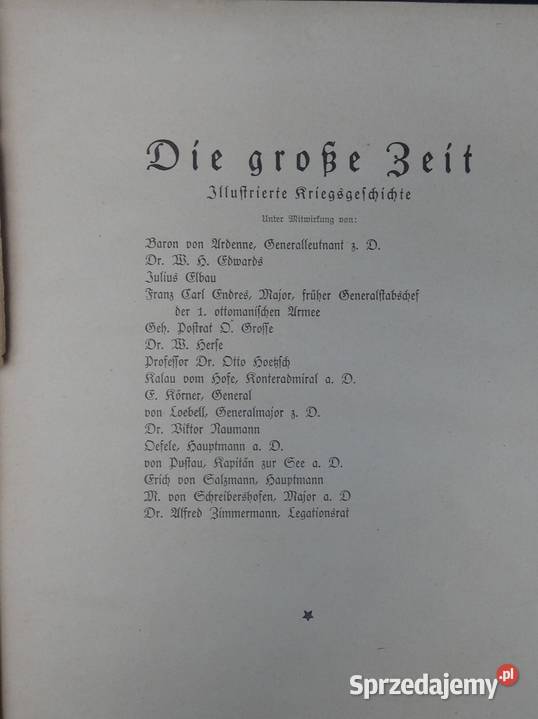 Die große Zeit
Illustrierte Kriegsgeschichte
Unter Mitwirkung von:
Baron von Ardenne, Generalleutnant z. D.
Dr. W. H. Edwards
Julius Elbau
Franz Carl Endres, Major, früher Generalstabschef
der 1. ottomanischen Armee
Geh. Postrat O. Grosse
Dr. W. Herse
Professor Dr. Otto Hoetzsch
Kalau vom Hofe, Konteradmiral a. D.
E. Körner, General
von Loebell, Generalmajor z. D.
Dr. Viktor Naumann
Oefele, Hauptmann a. D.
von Pustau, Kapitän zur See a. D.
Erich von Salzmann, Hauptmann
M. von Schreibershofen, Major a. D
Dr. Alfred Zimmermann, Legationsrat
Sprzedajemy.pl